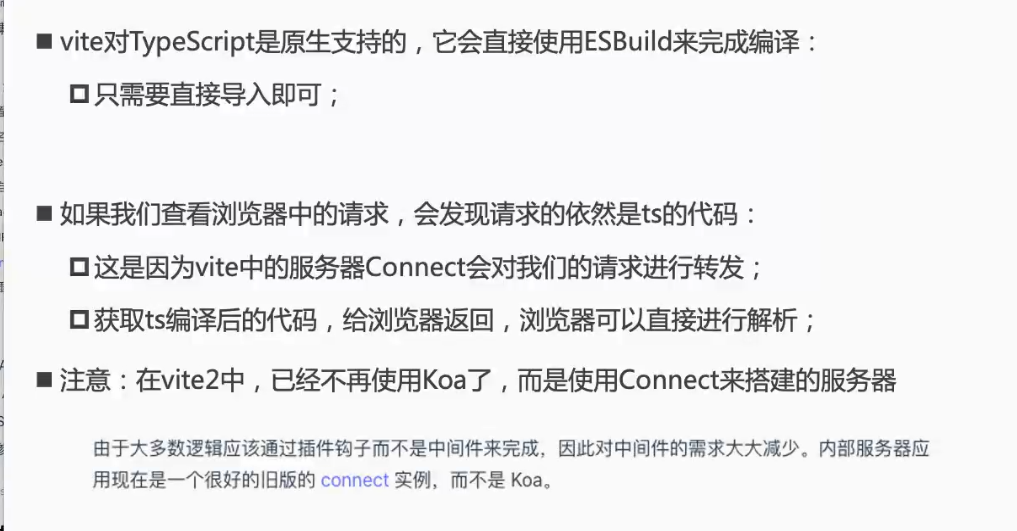 ■ vite对TypeScript是原生支持的，它会直接使用ESBuild来完成编译：
只需要直接导入即可；
■ 如果我们查看浏览器中的请求，会发现请求的依然是ts的代码：
这是因为vite中的服务器Connect会对我们的请求进行转发；
获取ts编译后的代码，给浏览器返回，浏览器可以直接进行解析；
■ 注意：在vite2中，已经不再使用Koa了，而是使用Connect来搭建的服务器
由于大多数逻辑应该通过插件钩子而不是中间件来完成，因此对中间件的需求大大减少。内部服务器应
用现在是一个很好的旧版的 connect 实例，而不是 Koa。